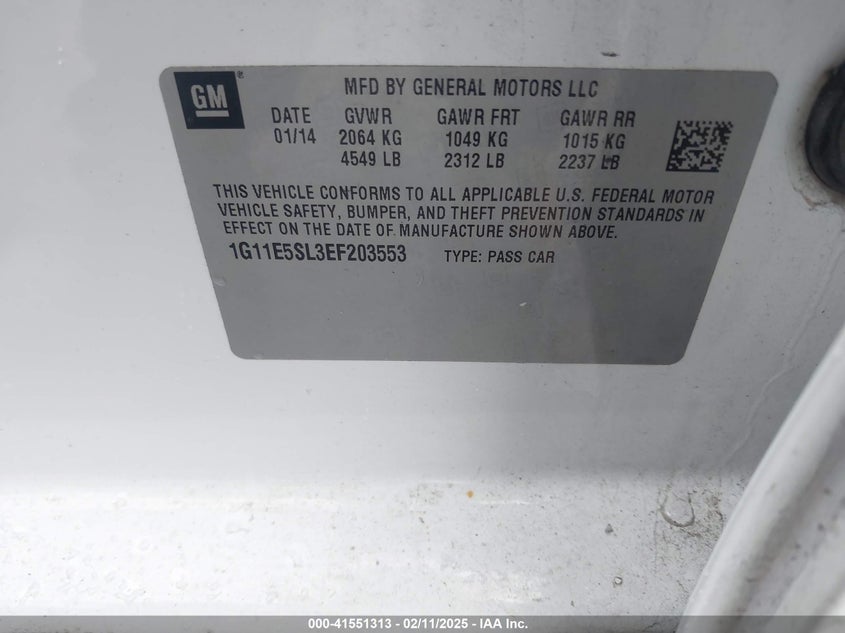 GM ®
MFD BY GENERAL MOTORS LLC
DATE GVWR GAWR FRT GAWR RR
01/14 2064 KG 1049 KG 1015 KG
4549 LB 2312 LB 2237 LB
THIS VEHICLE CONFORMS TO ALL APPLICABLE U.S. FEDERAL MOTOR
VEHICLE SAFETY, BUMPER, AND THEFT PREVENTION STANDARDS IN
EFFECT ON THE DATE OF MANUFACTURE SHOWN ABOVE.
1G11E5SL3EF203553 TYPE: PASS CAR
000-41551313 - 02/11/2025 - IAA Inc.